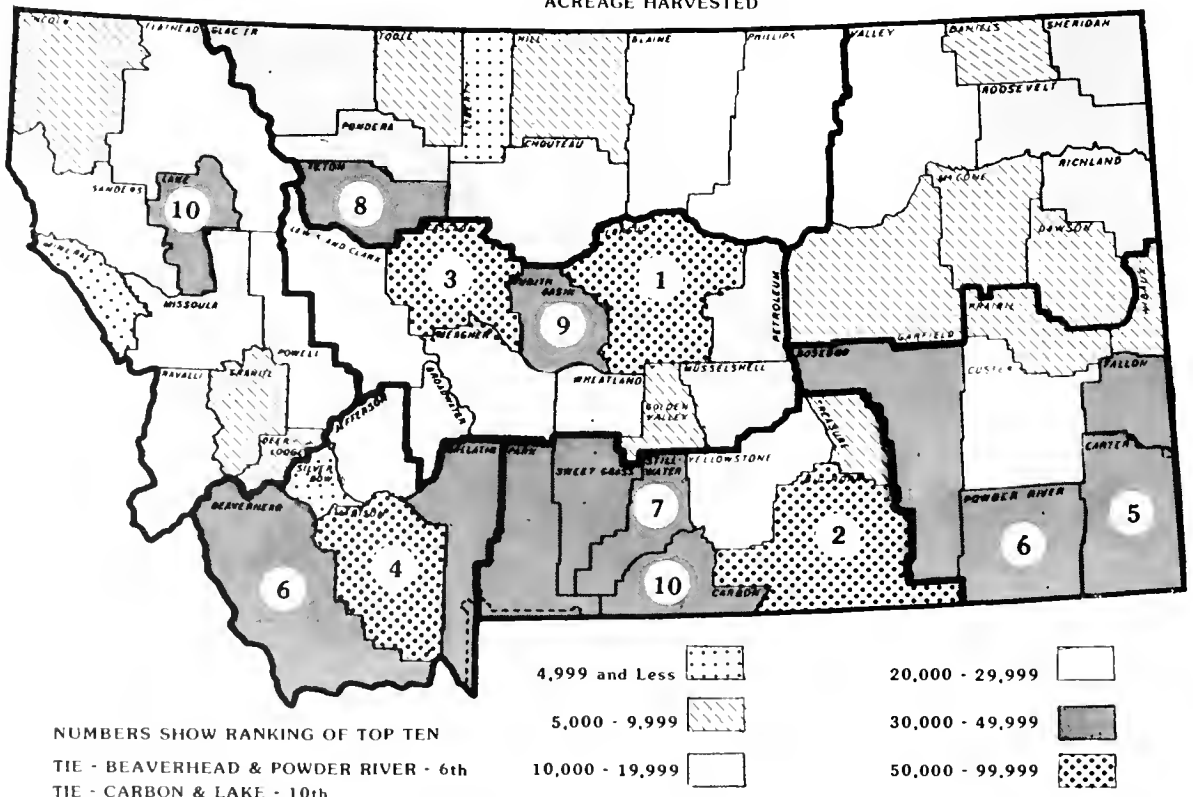 ACREAGE HARVESTED
FLATHEAD
GLACIER
TOOLE
HILL
BLAINE
PHILLIPS
VALLEY
DANIELS
SHERIDAN
ROOSEVELT
PONDERA
CHOUTEAU
RICHLAND
TETON
MCCONE
LAKE
SANDERS
10
8
DAWSON
LEWIS AND CLARK
3
1
JUDITH BASIN
PETROLEUM
WIBAUX
MISSOULA
PRAIRIE
9
MEAGHER
GARFIELD
ROSEBUD
POWELL
FALLON
RAVALLI
GRANITE
WHEATLAND
MUSSELSHELL
CUSTER
BROADWATER
JEFFERSON
GOLDEN VALLEY
TREASURE
DEER LODGE
CARTER
GALLATIN
PARK
SILVER BOW
SWEET GRASS
STILL-WATER
YELLOWSTONE
BIG HORN
POWDER RIVER
BEAVERHEAD
MADISON
7
2
6
5
4
6
10
CARBON
4,999 and Less
5,000 - 9,999
10,000 - 19,999
20,000 - 29,999
30,000 - 49,999
50,000 - 99,999
NUMBERS SHOW RANKING OF TOP TEN
TIE - BEAVERHEAD & POWDER RIVER - 6th
TIE - CARBON & LAKE - 10th